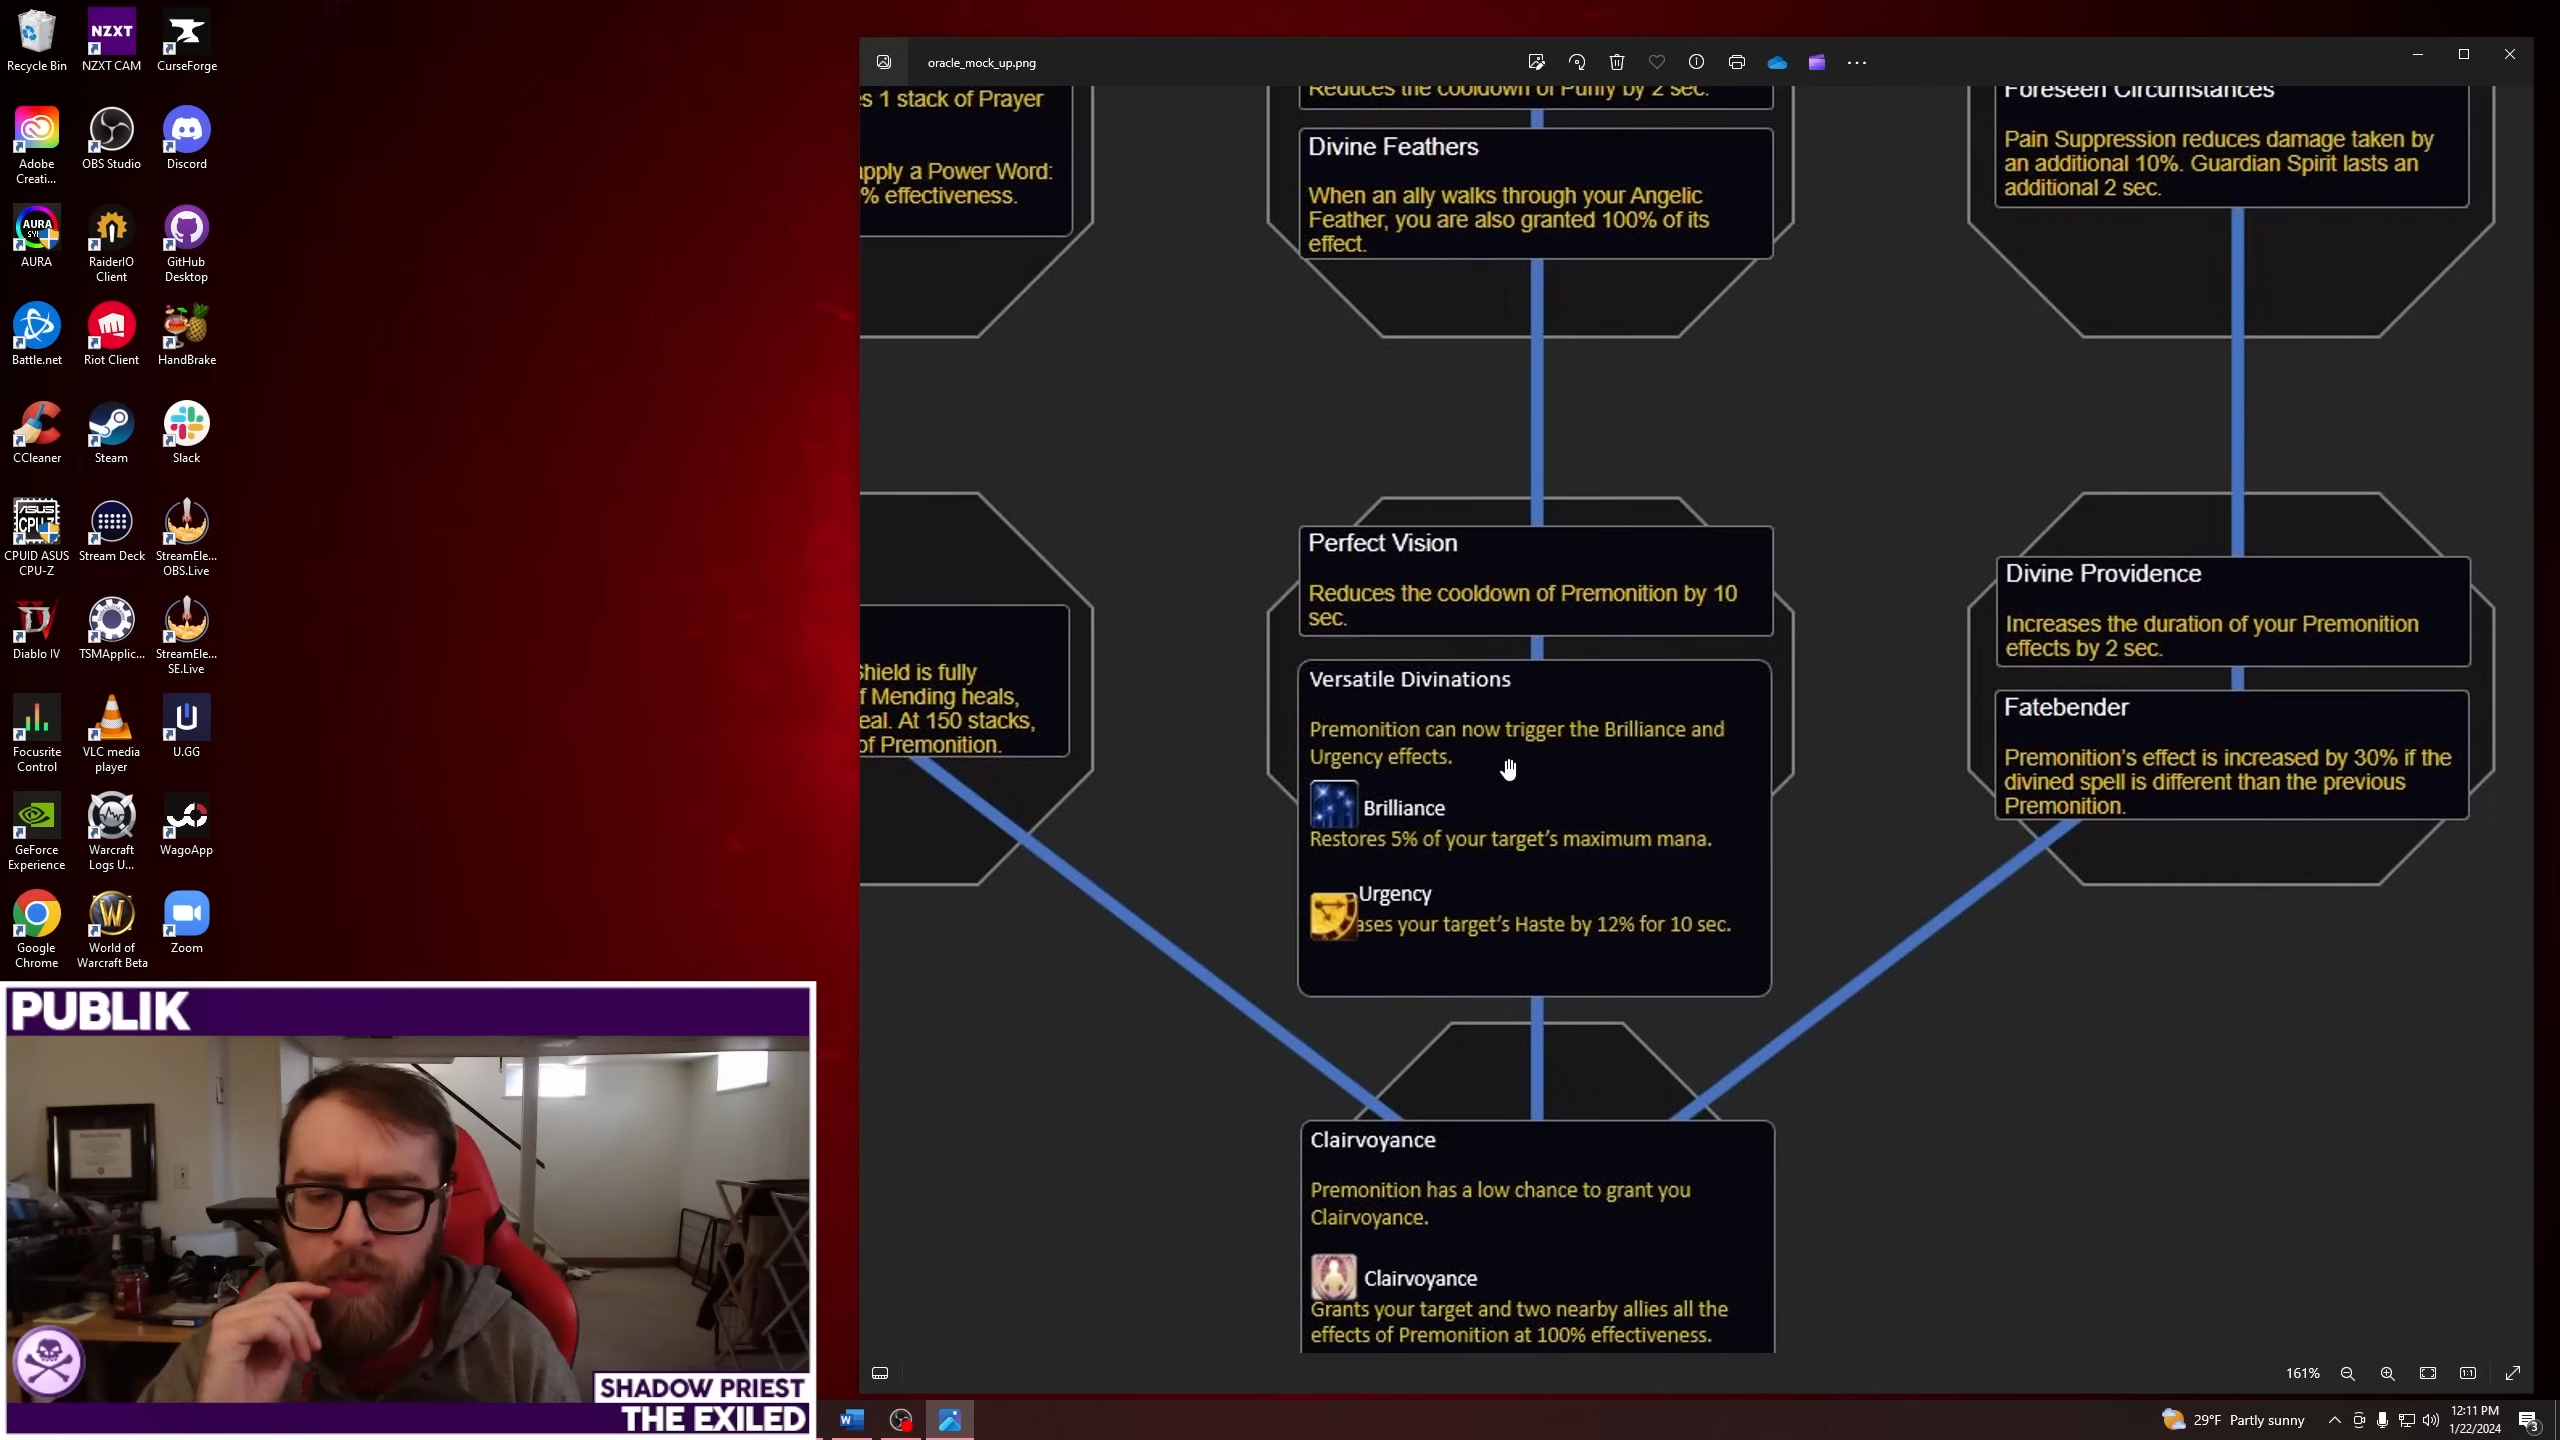 Recycle Bin
NZXT
NZXT CAM
CurseForge
Adobe
Creati...
OBS Studio
Discord
AURA
AURA
RaiderIO
Client
GitHub
Desktop
Battle.net
Riot Client
HandBrake
CCleaner
Steam
Slack
ASUS
CPU-Z
CPUID ASUS
CPU-Z
Stream Deck
StreamEle...
OBS.Live
Diablo IV
TSMApplic...
StreamEle...
SE.Live
Focusrite
Control
VLC media
player
U.GG
GeForce
Experience
Warcraft
Logs U...
WagoApp
Google
Chrome
World of
Warcraft Beta
Zoom
PUBLIK
SHADOW PRIEST
THE EXILED
oracle_mock_up.png
s 1 stack of Prayer
apply a Power Word:
% effectiveness.
Reduces the cooldown of Purify by 2 sec.
Divine Feathers
When an ally walks through your Angelic
Feather, you are also granted 100% of its
effect.
Foreseen Circumstances
Pain Suppression reduces damage taken by
an additional 10%. Guardian Spirit lasts an
additional 2 sec.
Shield is fully
f Mending heals,
eal. At 150 stacks,
of Premonition.
Perfect Vision
Reduces the cooldown of Premonition by 10
sec.
Versatile Divinations
Premonition can now trigger the Brilliance and
Urgency effects.
Brilliance
Restores 5% of your target's maximum mana.
Urgency
ases your target's Haste by 12% for 10 sec.
Divine Providence
Increases the duration of your Premonition
effects by 2 sec.
Fatebender
Premonition's effect is increased by 30% if the
divined spell is different than the previous
Premonition.
Clairvoyance
Premonition has a low chance to grant you
Clairvoyance.
Clairvoyance
Grants your target and two nearby allies all the
effects of Premonition at 100% effectiveness.
161%
29°F Partly sunny
12:11 PM
1/22/2024
3